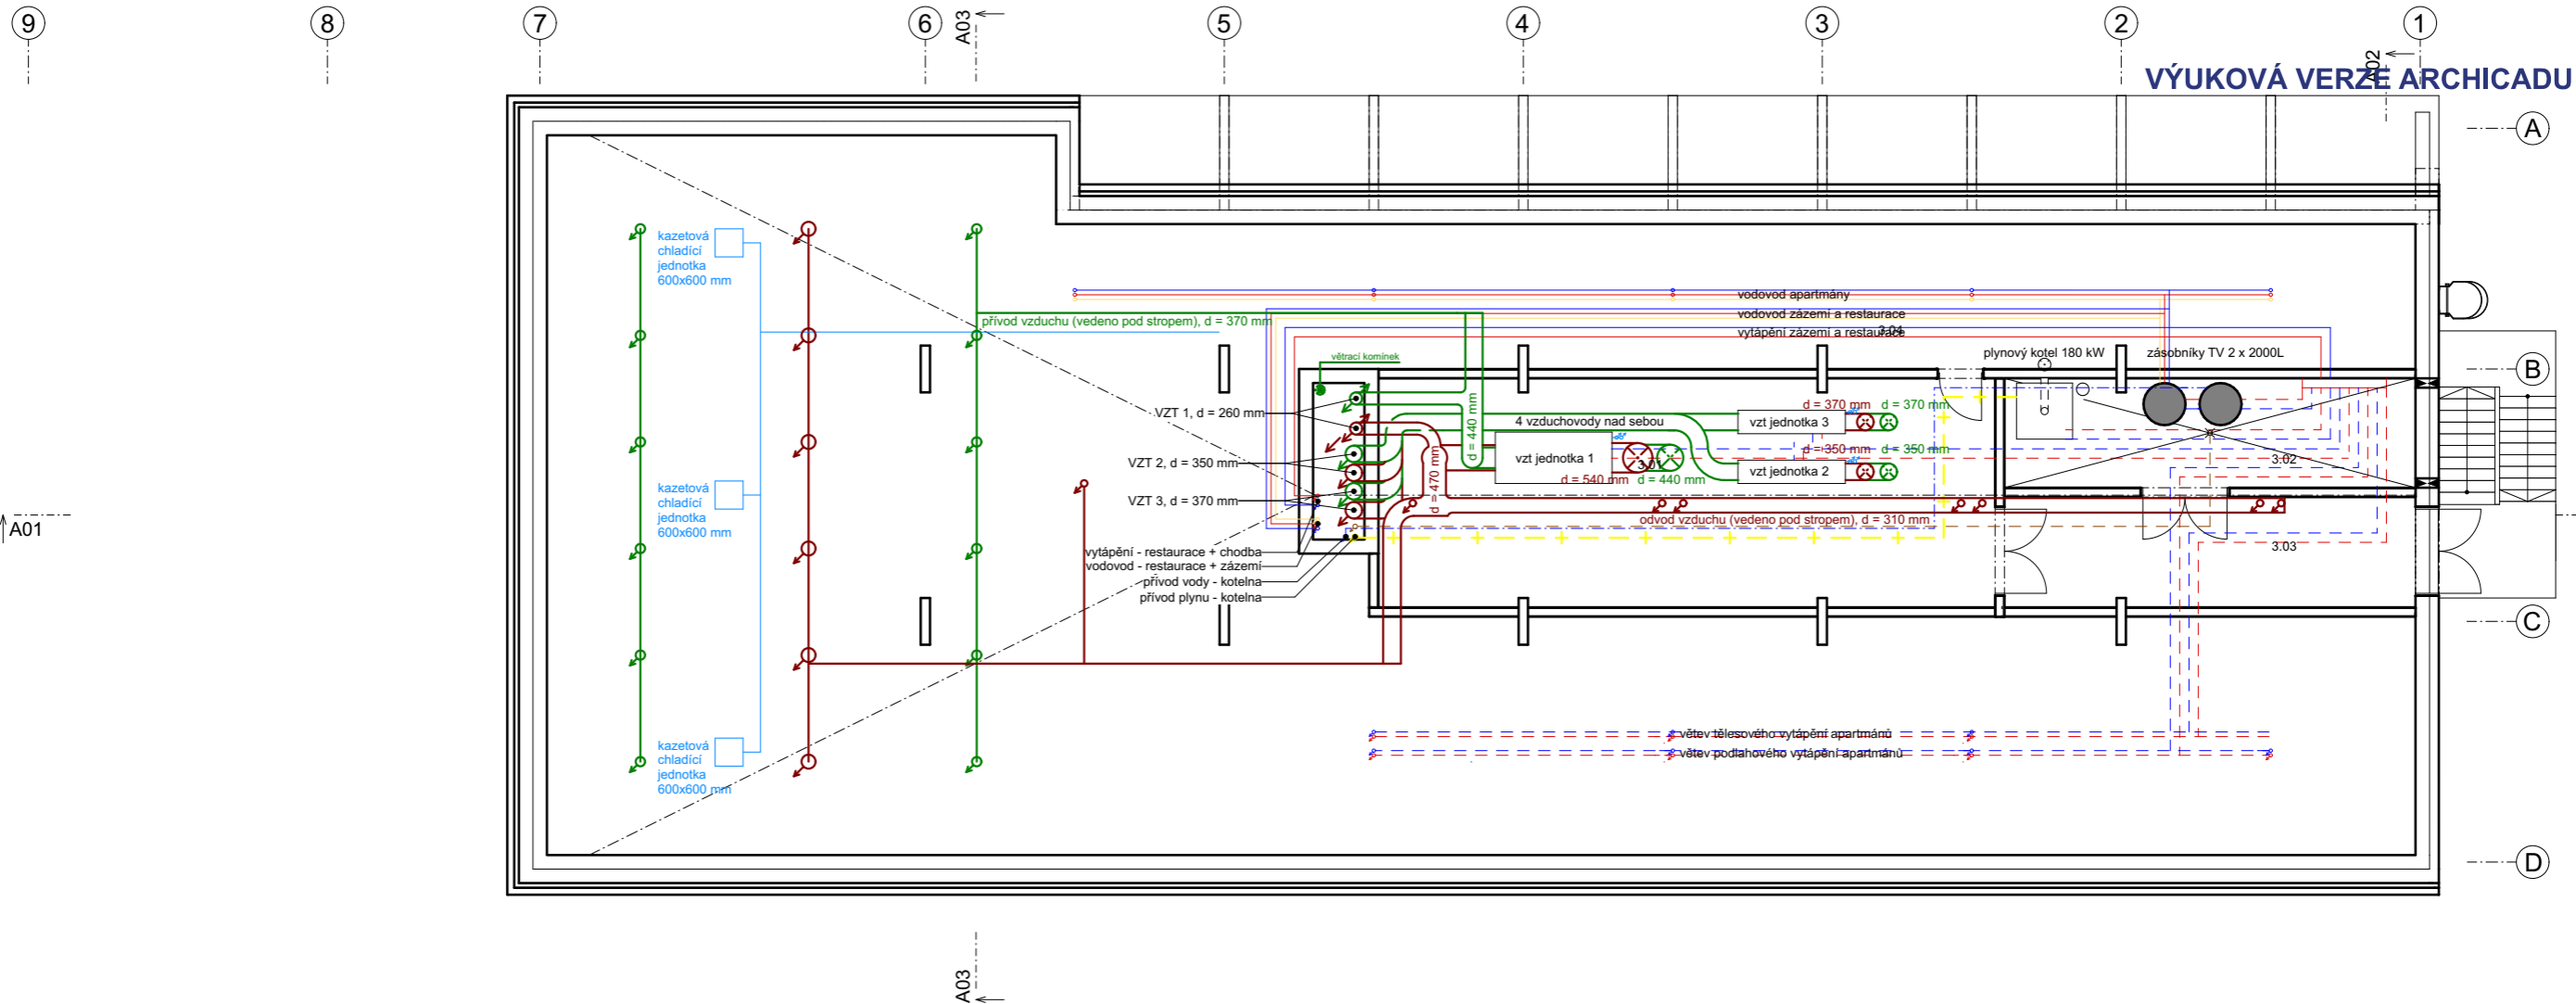 9
8
7
6
A03
5
4
3
2
1
A02
VÝUKOVÁ VERZE ARCHICADU
A
kazetová
chladící
jednotka
600x600 mm
vodovod apartmány
přívod vzduchu (vedeno pod stropem), d = 370 mm
vodovod zázemí a restaurace
vytápění zázemí a restaurace
3.04
větrací komínek
plynový kotel 180 kW
zásobníky TV 2 x 2000L
B
VZT 1, d = 260 mm
d = 440 mm
4 vzduchovody nad sebou
vzt jednotka 3
d = 370 mm
d = 370 mm
VZT 2, d = 350 mm
d = 470 mm
vzt jednotka 1
3.01
d = 540 mm
d = 440 mm
vzt jednotka 2
d = 350 mm
d = 350 mm
3.02
kazetová
chladící
jednotka
600x600 mm
VZT 3, d = 370 mm
odvod vzduchu (vedeno pod stropem), d = 310 mm
A01
3.03
vytápění - restaurace + chodba
vodovod - restaurace + zázemí
přívod vody - kotelna
přívod plynu - kotelna
C
kazetová
chladící
jednotka
600x600 mm
větev tělesového vytápění apartmánů
větev podlahového vytápění apartmánů
D
A03